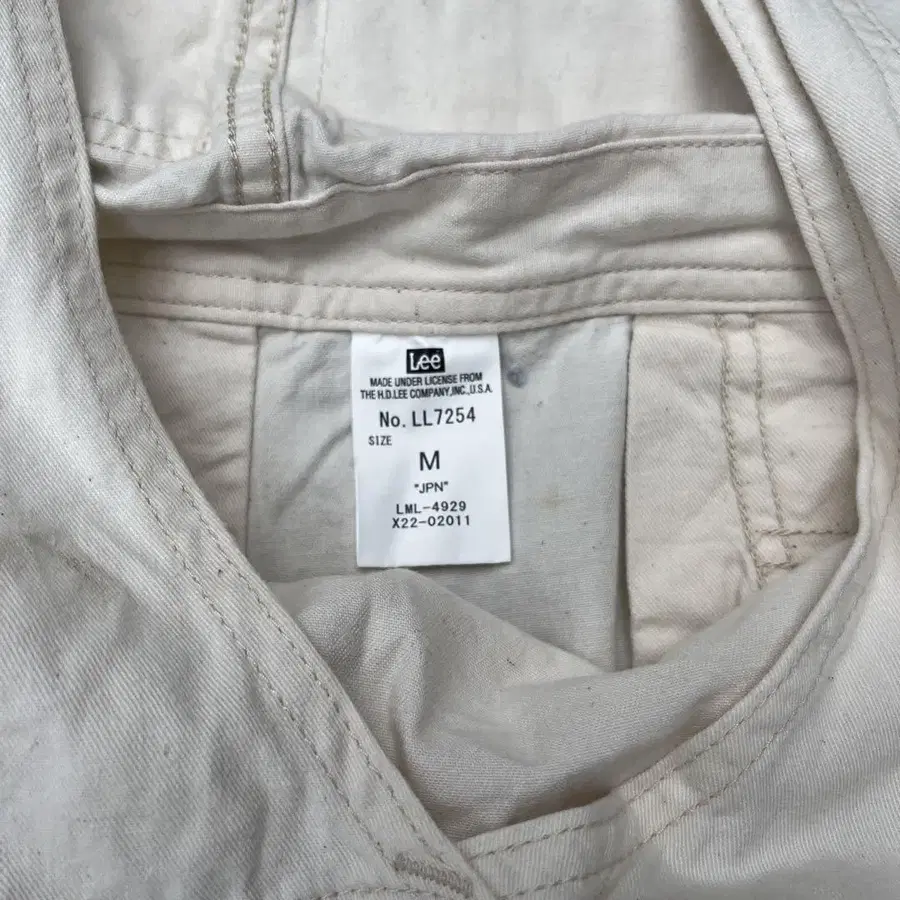 Lee
MADE UNDER LICENSE FROM
THE H.D.LEE COMPANY,INC.,U.S.A.
No. LL7254
SIZE
M
"JPN"
LML-4929
X22-02011